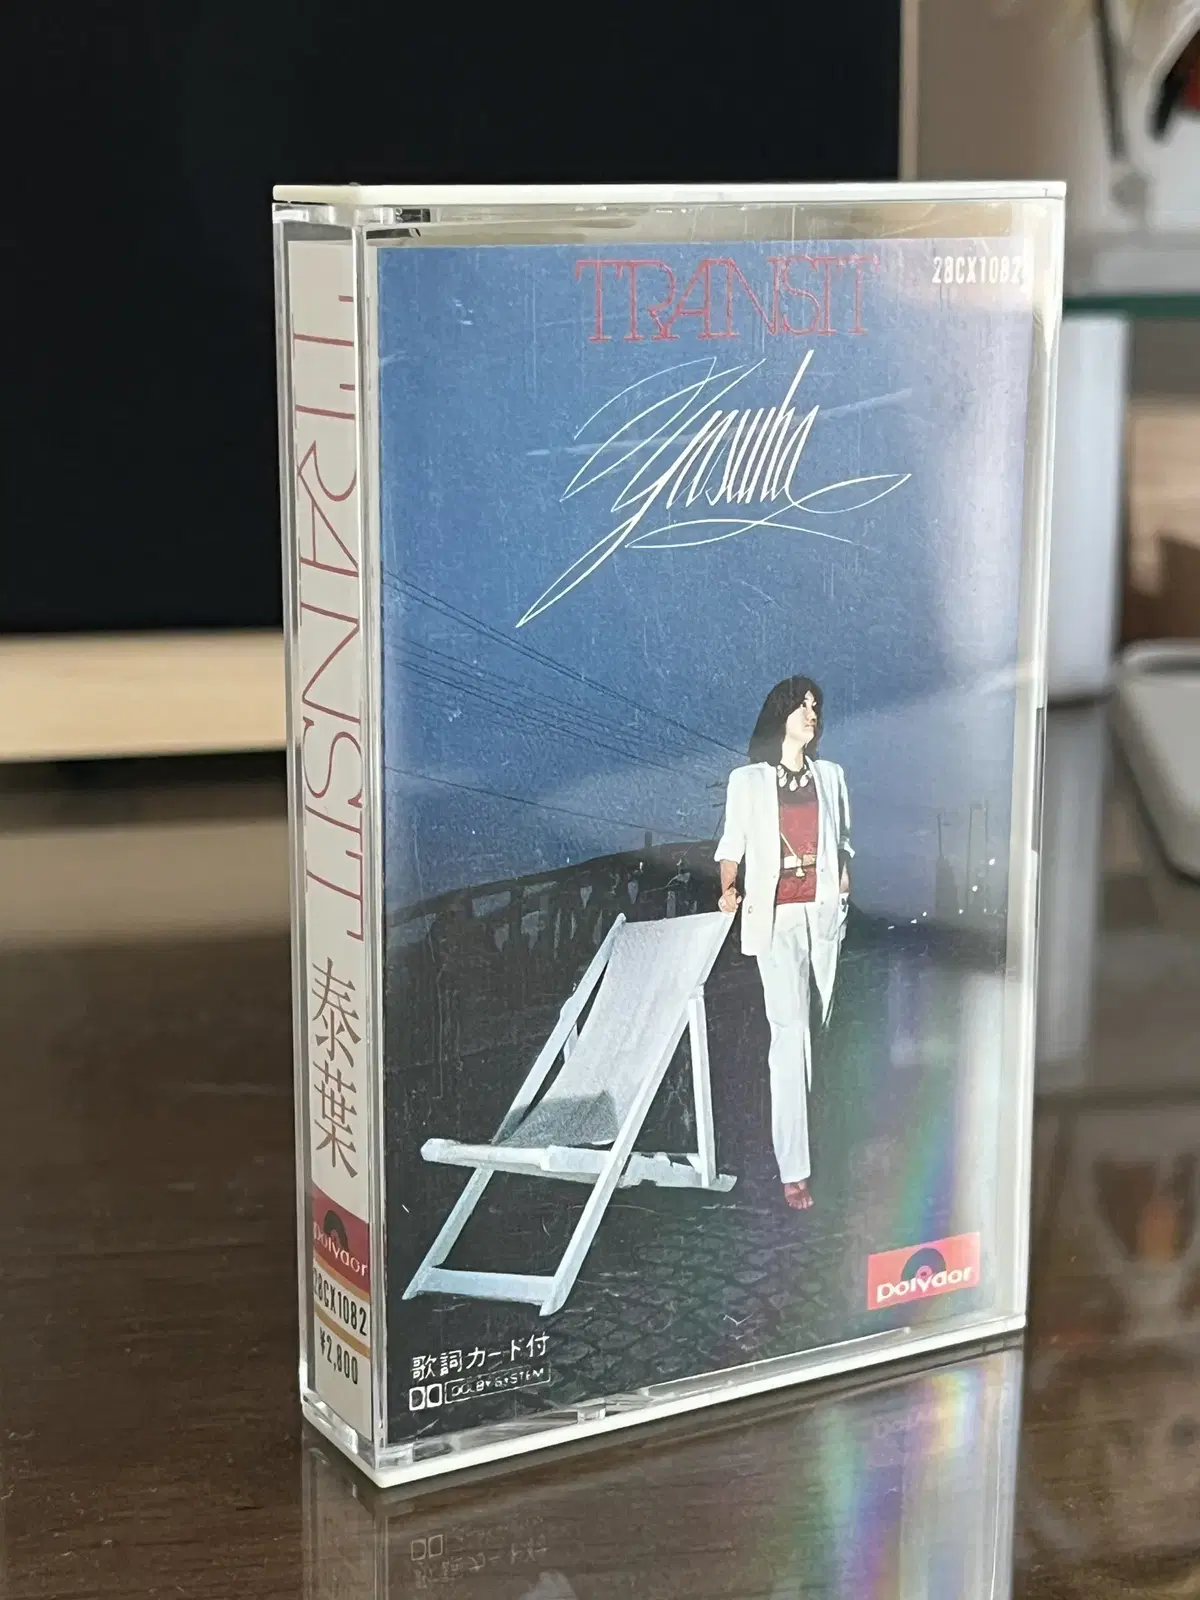 TRANSIT
28CX1082
Yasuha
polydor
歌詞カード付
DOLBY SYSTEM
TRANSIT 泰葉
polydor
28CX1082
¥2,800